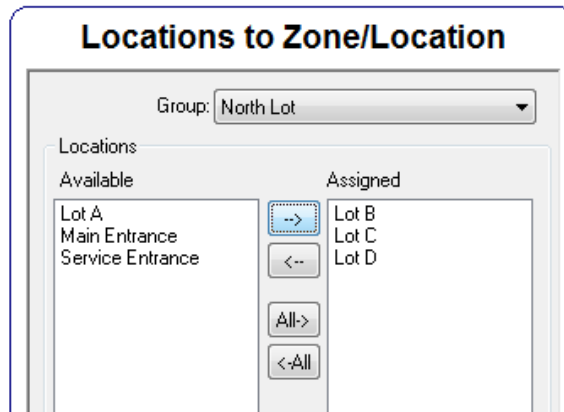 Locations to Zone/Location
Group: North Lot
Locations
Available
Assigned
Lot A
Main Entrance
Service Entrance
-->
<--
All->
<-All
Lot B
Lot C
Lot D